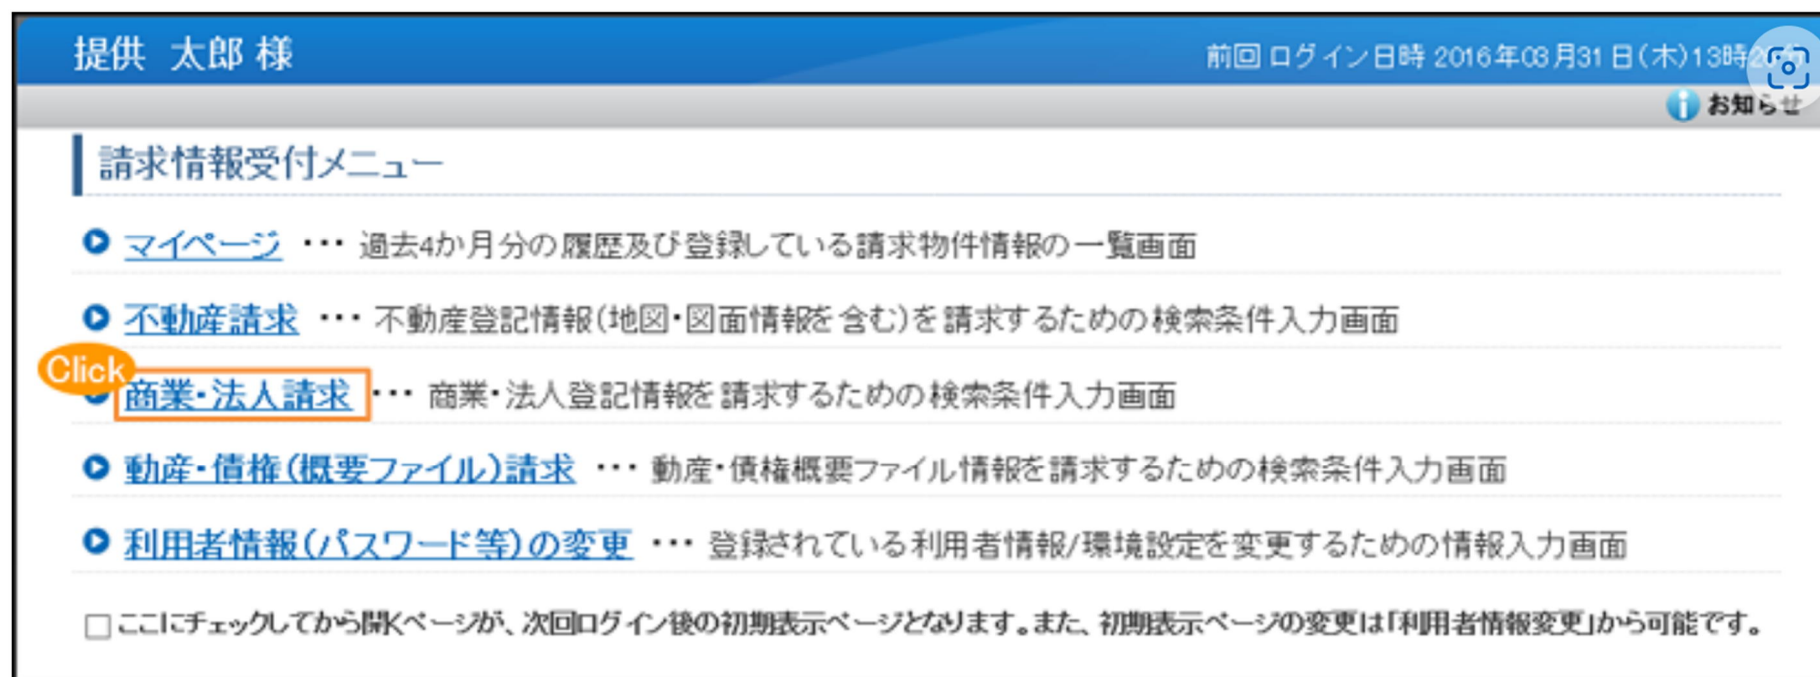 提供 太郎 様
前回 ログイン日時 2016年03月31日(木)13時
お知らせ
請求情報受付メニュー
マイページ ・・・ 過去4か月分の履歴及び登録している請求物件情報の一覧画面
不動産請求 ・・・ 不動産登記情報(地図・図面情報を含む)を請求するための検索条件入力画面
Click
商業・法人請求 ・・・ 商業・法人登記情報を請求するための検索条件入力画面
動産・債権(概要ファイル)請求 ・・・ 動産・債権概要ファイル情報を請求するための検索条件入力画面
利用者情報(パスワード等)の変更 ・・・ 登録されている利用者情報/環境設定を変更するための情報入力画面
ここにチェックしてから開くページが、次回ログイン後の初期表示ページとなります。また、初期表示ページの変更は「利用者情報変更」から可能です。